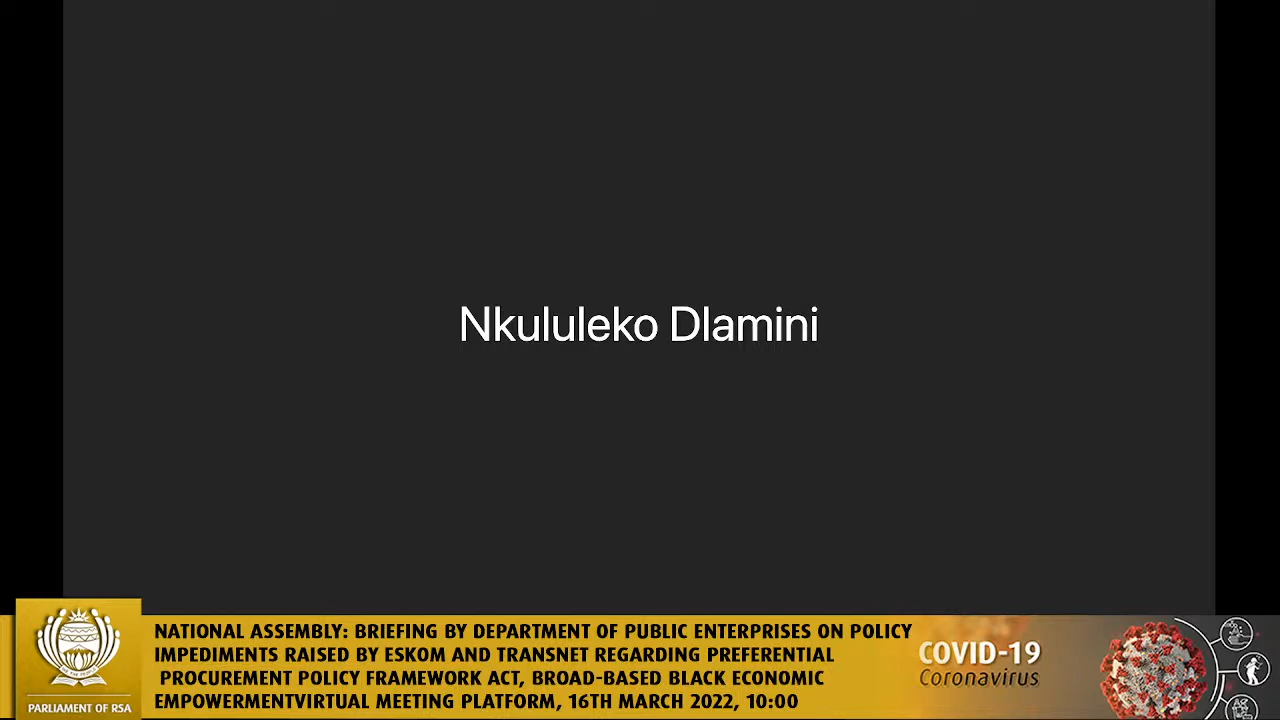 Nkululeko Dlamini
NATIONAL ASSEMBLY: BRIEFING BY DEPARTMENT OF PUBLIC ENTERPRISES ON POLICY
IMPEDIMENTS RAISED BY ESKOM AND TRANSNET REGARDING PREFERENTIAL
PROCUREMENT POLICY FRAMEWORK ACT, BROAD-BASED BLACK ECONOMIC
EMPOWERMENTVIRTUAL MEETING PLATFORM, 16TH MARCH 2022, 10:00
COVID-19
Coronavirus
PARLIAMENT OF RSA